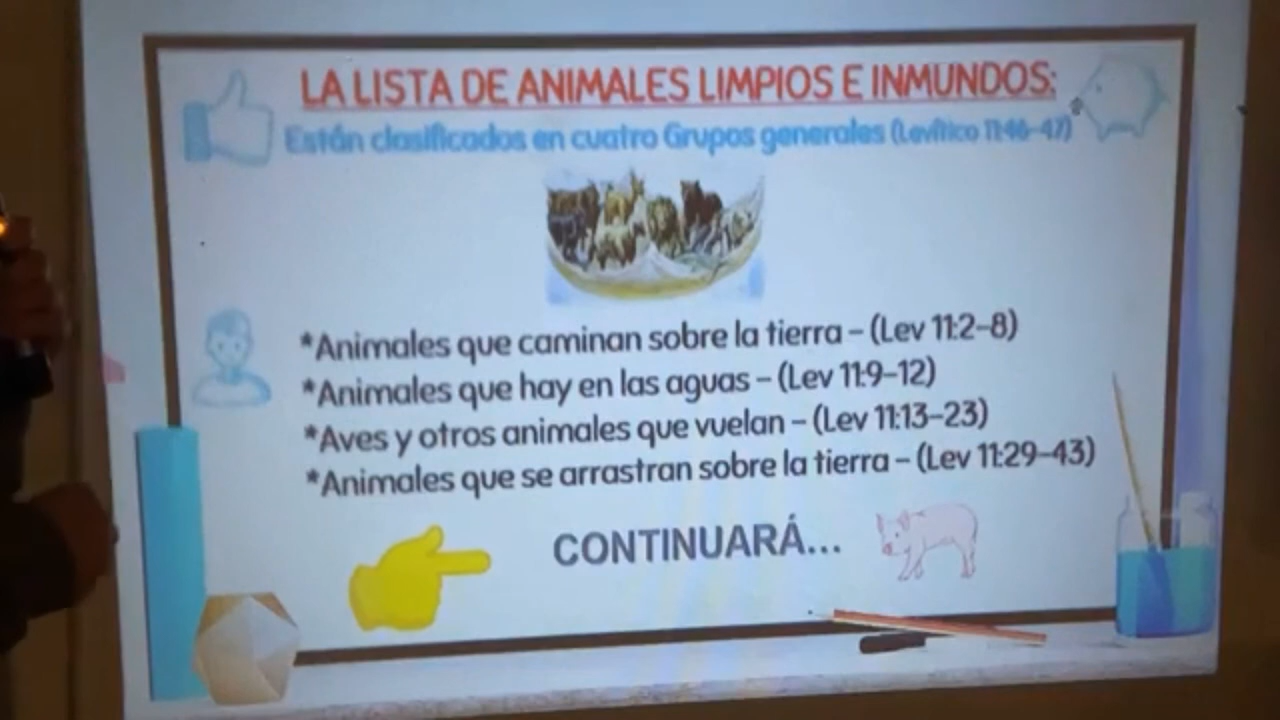 LA LISTA DE ANIMALES LIMPIOS E INMUNDOS:
Están clasificados en cuatro Grupos generales (Levítico 11:46-47)
*Animales que caminan sobre la tierra - (Lev 11:2-8)
*Animales que hay en las aguas - (Lev 11:9-12)
*Aves y otros animales que vuelan - (Lev 11:13-23)
*Animales que se arrastran sobre la tierra - (Lev 11:29-43)
CONTINUARÁ...